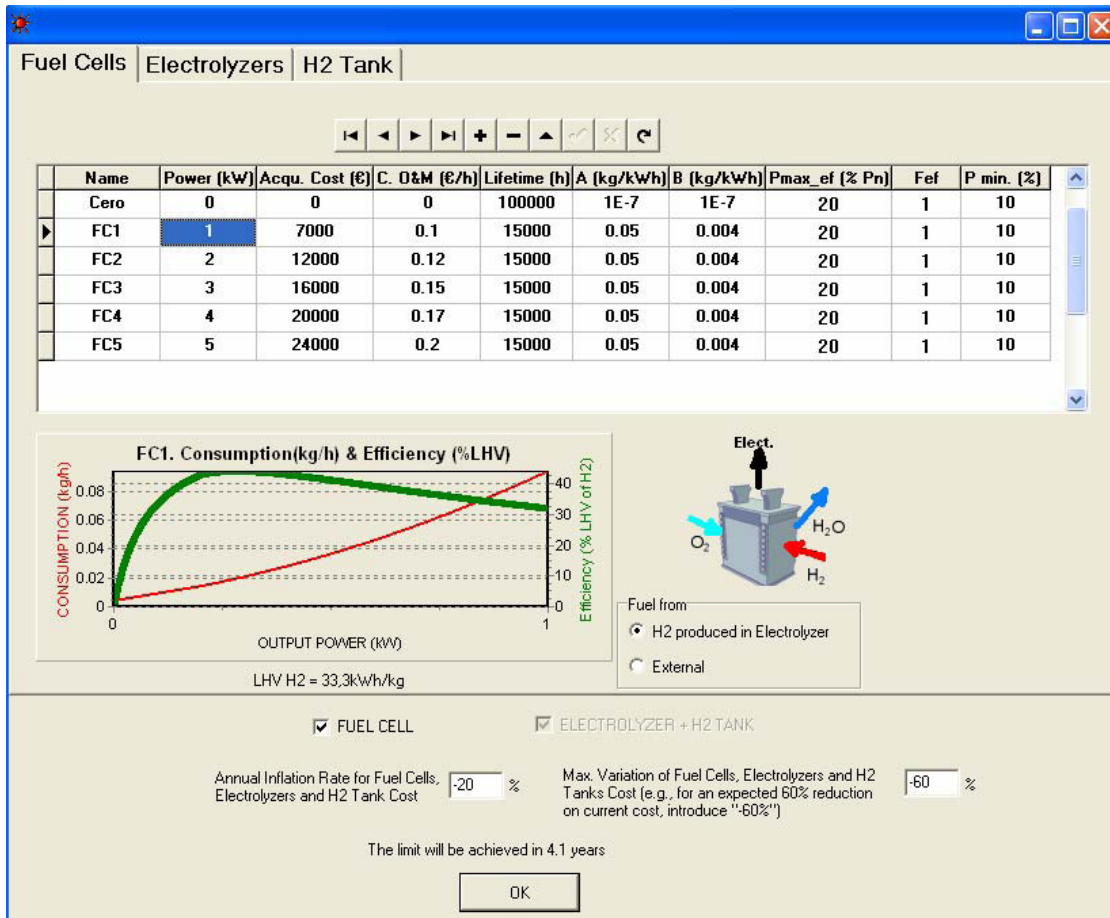 Fuel Cells Electrolyzers H2 Tank
Name Power (kW) Acqu. Cost (€) C. O&M (€/h) Lifetime (h) A (kg/kWh) B (kg/kWh) Pmax_ef (% Pn) Fef P min. (%)
Cero 0 0 0 100000 1E-7 1E-7 20 1 10
FC1 1 7000 0.1 15000 0.05 0.004 20 1 10
FC2 2 12000 0.12 15000 0.05 0.004 20 1 10
FC3 3 16000 0.15 15000 0.05 0.004 20 1 10
FC4 4 20000 0.17 15000 0.05 0.004 20 1 10
FC5 5 24000 0.2 15000 0.05 0.004 20 1 10
FC1. Consumption(kg/h) & Efficiency (%LHV)
CONSUMPTION (kg/h)
0.08
0.06
0.04
0.02
0
40
30
20
10
0
Efficiency (% LHV of H2)
0 1
OUTPUT POWER (kW)
LHV H2 = 33,3kWh/kg
Elect.
O2
H2O
H2
Fuel from
H2 produced in Electrolyzer
External
FUEL CELL
ELECTROLYZER + H2 TANK
Annual Inflation Rate for Fuel Cells,
Electrolyzers and H2 Tank Cost
-20 %
Max. Variation of Fuel Cells, Electrolyzers and H2
Tanks Cost (e.g., for an expected 60% reduction
on current cost, introduce "-60%")
-60 %
The limit will be achieved in 4.1 years
OK